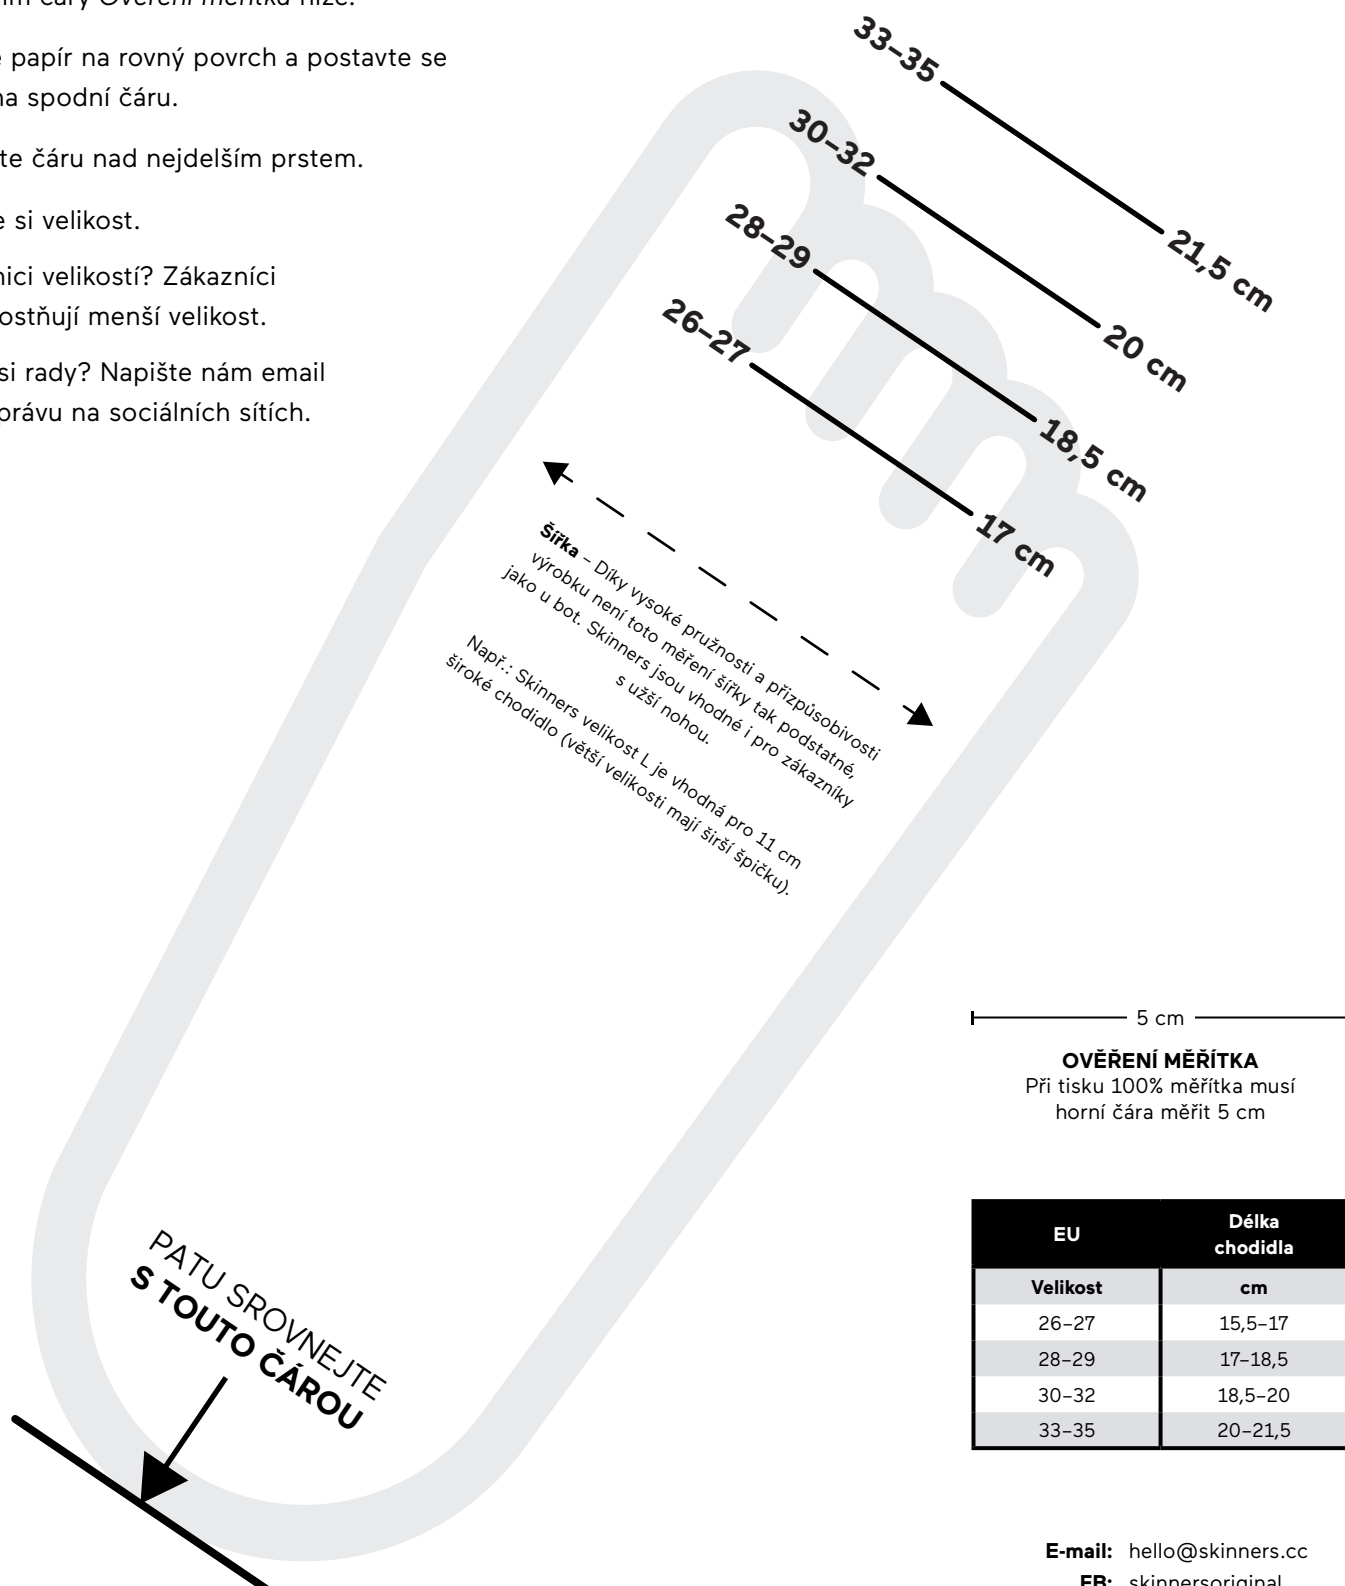 papír na rovný povrch a postavte se
na spodní čáru.
te čáru nad nejdelším prstem.
e si velikost.
nici velikostí? Zákazníci
ostňují menší velikost.
si rady? Napište nám email
právu na sociálních sítích.
33–35
21,5 cm
30–32
20 cm
28–29
18,5 cm
26–27
17 cm
Šířka – Díky vysoké pružnosti a přizpůsobivosti
výrobku není toto měření šířky tak podstatné,
jako u bot. Skinners jsou vhodné i pro zákazníky
s užší nohou.
Např.: Skinners velikost L je vhodná pro 11 cm
široké chodidlo (větší velikosti mají širší špičku).
5 cm
OVĚŘENÍ MĚŘÍTKA
Při tisku 100% měřítka musí
horní čára měřit 5 cm
EU Délka chodidla
Velikost cm
26–27 15,5–17
28–29 17–18,5
30–32 18,5–20
33–35 20–21,5
PATU SROVNEJTE
S TOUTO ČÁROU
E-mail: hello@skinners.cc
FB: skinnersoriginal